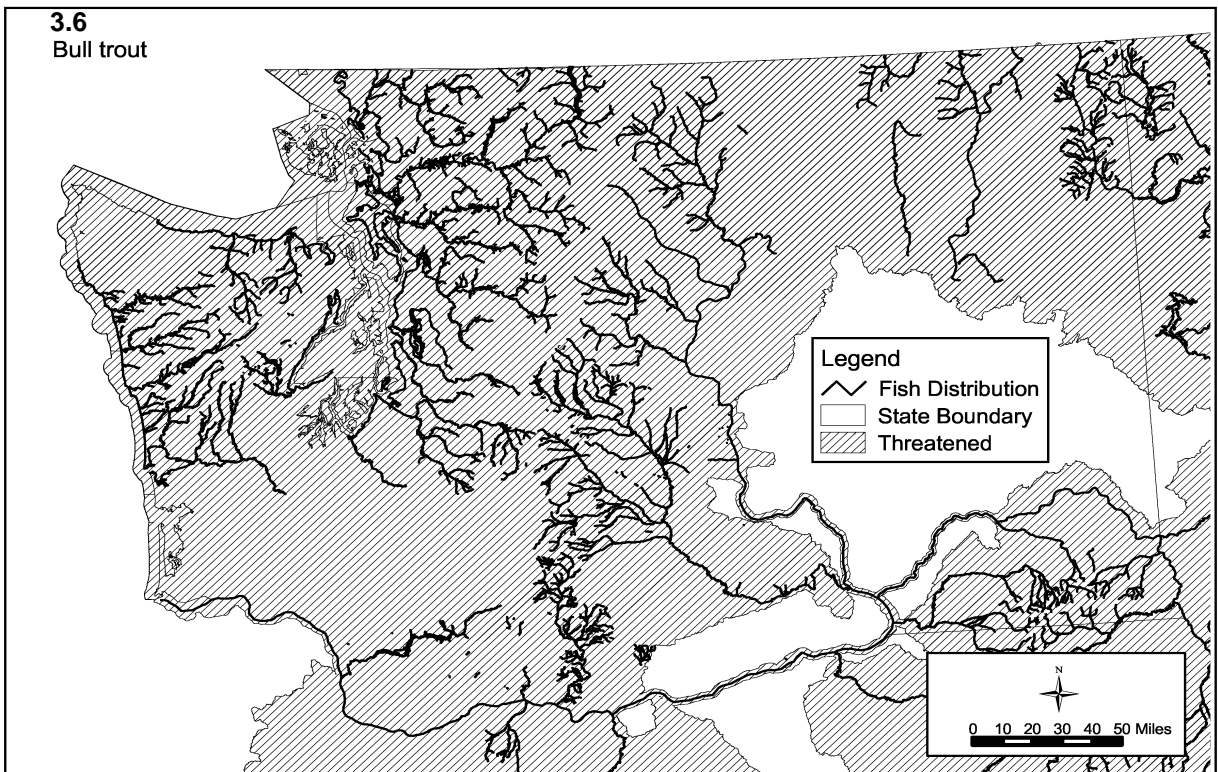 3.6
Bull trout
Legend
Fish Distribution
State Boundary
Threatened
N
0 10 20 30 40 50 Miles